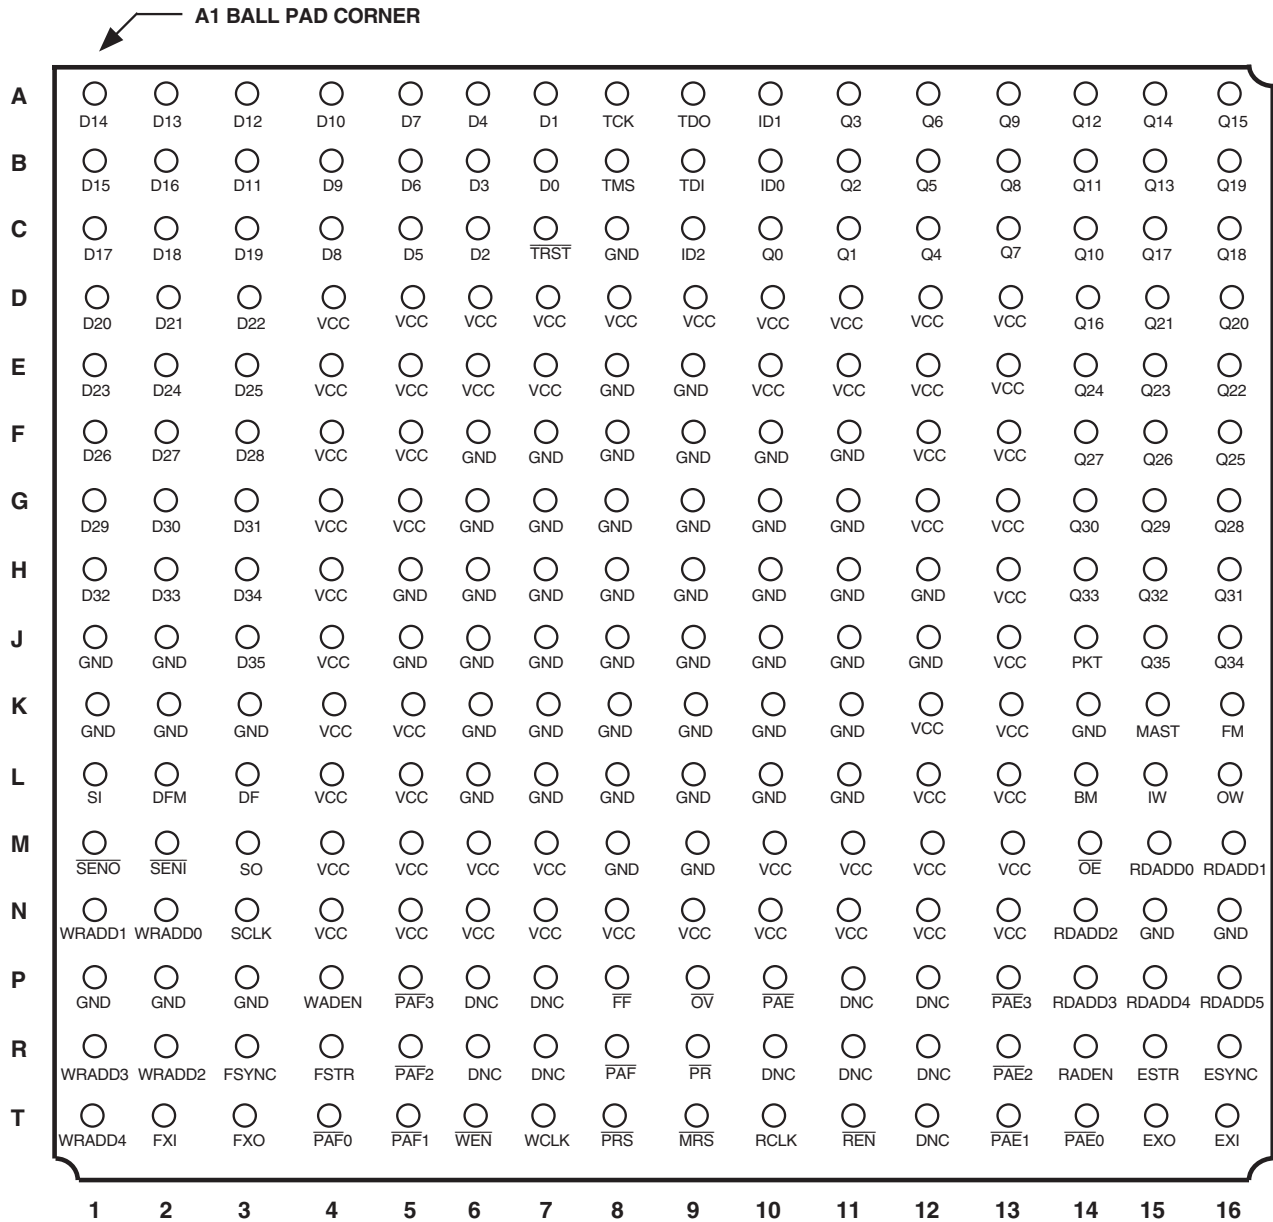 A1 BALL PAD CORNER
A
D14 D13 D12 D10 D7 D4 D1 TCK TDO ID1 Q3 Q6 Q9 Q12 Q14 Q15
B
D15 D16 D11 D9 D6 D3 D0 TMS TDI ID0 Q2 Q5 Q8 Q11 Q13 Q19
C
D17 D18 D19 D8 D5 D2 TRST GND ID2 Q0 Q1 Q4 Q7 Q10 Q17 Q18
D
D20 D21 D22 VCC VCC VCC VCC VCC VCC VCC VCC VCC VCC Q16 Q21 Q20
E
D23 D24 D25 VCC VCC VCC VCC GND GND VCC VCC VCC VCC Q24 Q23 Q22
F
D26 D27 D28 VCC VCC GND GND GND GND GND GND VCC VCC Q27 Q26 Q25
G
D29 D30 D31 VCC VCC GND GND GND GND GND GND VCC VCC Q30 Q29 Q28
H
D32 D33 D34 VCC GND GND GND GND GND GND GND GND VCC Q33 Q32 Q31
J
GND GND D35 VCC GND GND GND GND GND GND GND GND VCC PKT Q35 Q34
K
GND GND GND VCC VCC GND GND GND GND GND GND VCC VCC GND MAST FM
L
SI DFM DF VCC VCC GND GND GND GND GND GND VCC VCC BM IW OW
M
SENO SENI SO VCC VCC VCC VCC GND GND VCC VCC VCC VCC OE RDADD0 RDADD1
N
WRADD1 WRADD0 SCLK VCC VCC VCC VCC VCC VCC VCC VCC VCC VCC RDADD2 GND GND
P
GND GND GND WADEN PAF3 DNC DNC FF OV PAE DNC DNC PAE3 RDADD3 RDADD4 RDADD5
R
WRADD3 WRADD2 FSYNC FSTR PAF2 DNC DNC PAF PR DNC DNC DNC PAE2 RADEN ESTR ESYNC
T
WRADD4 FXI FXO PAF0 PAF1 WEN WCLK PRS MRS RCLK REN DNC PAE1 PAE0 EXO EXI
1 2 3 4 5 6 7 8 9 10 11 12 13 14 15 16